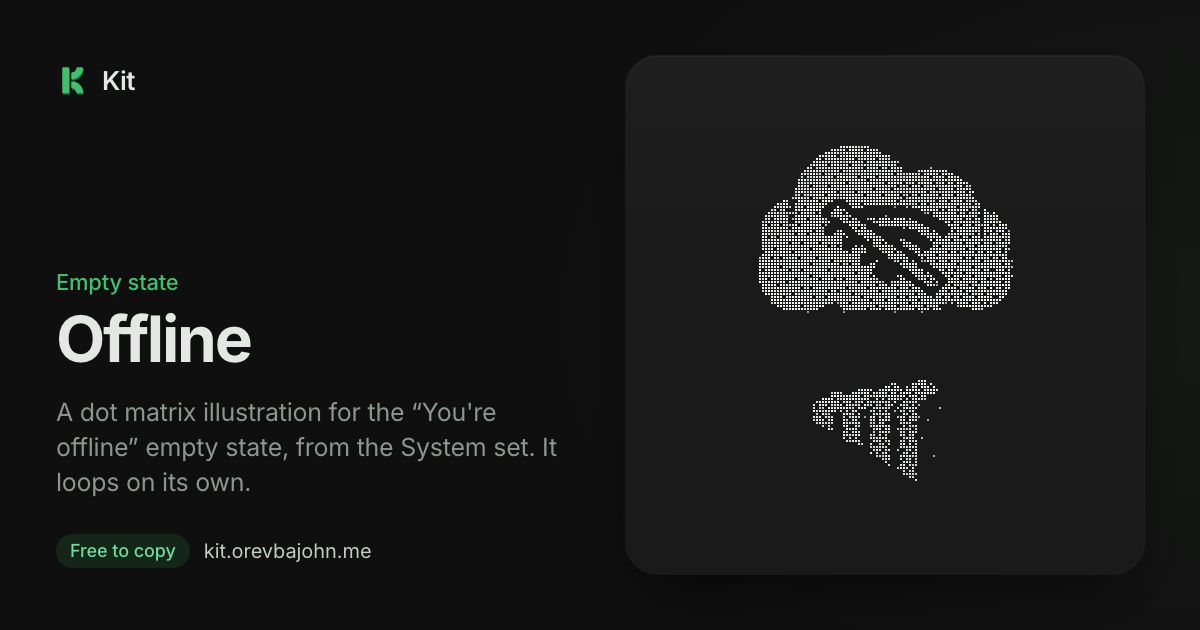 Kit
Empty state
Offline
A dot matrix illustration for the “You're
offline” empty state, from the System set. It
loops on its own.
Free to copy
kit.orevbajohn.me